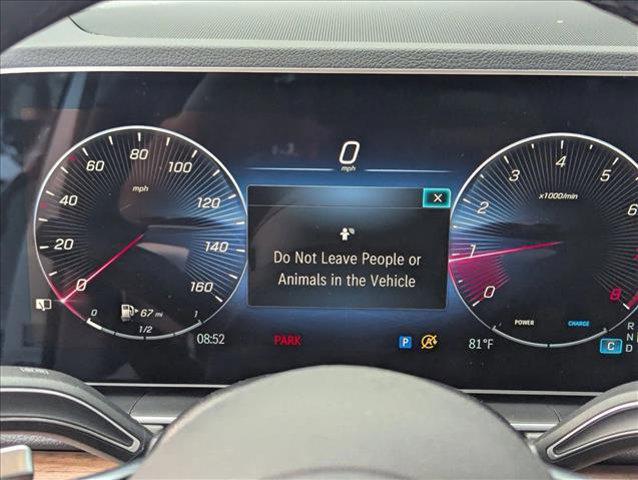 0
mph
80
60
100
mph
40
120
20
140
0
160
0
67 mi
1
1/2
08:52
PARK
×
Do Not Leave People or
Animals in the Vehicle
4
3
5
x1000/min
2
6
1
0
8
POWER
CHARGE
P
A
81°F
R
N
C
D